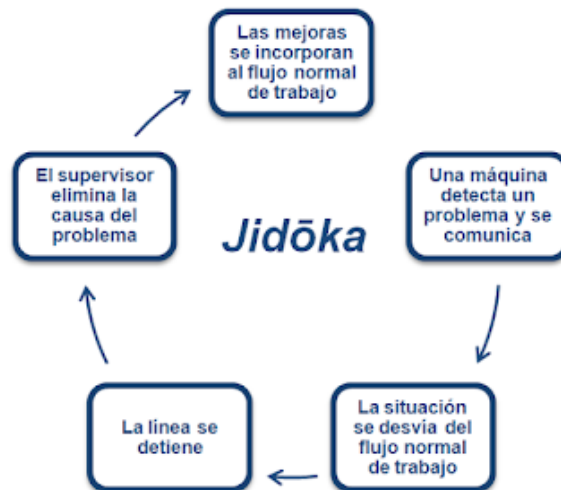 Las mejoras
se incorporan
al flujo normal
de trabajo
El supervisor
elimina la
causa del
problema
Jidōka
Una máquina
detecta un
problema y se
comunica
La línea se
detiene
La situación
se desvia del
flujo normal
de trabajo